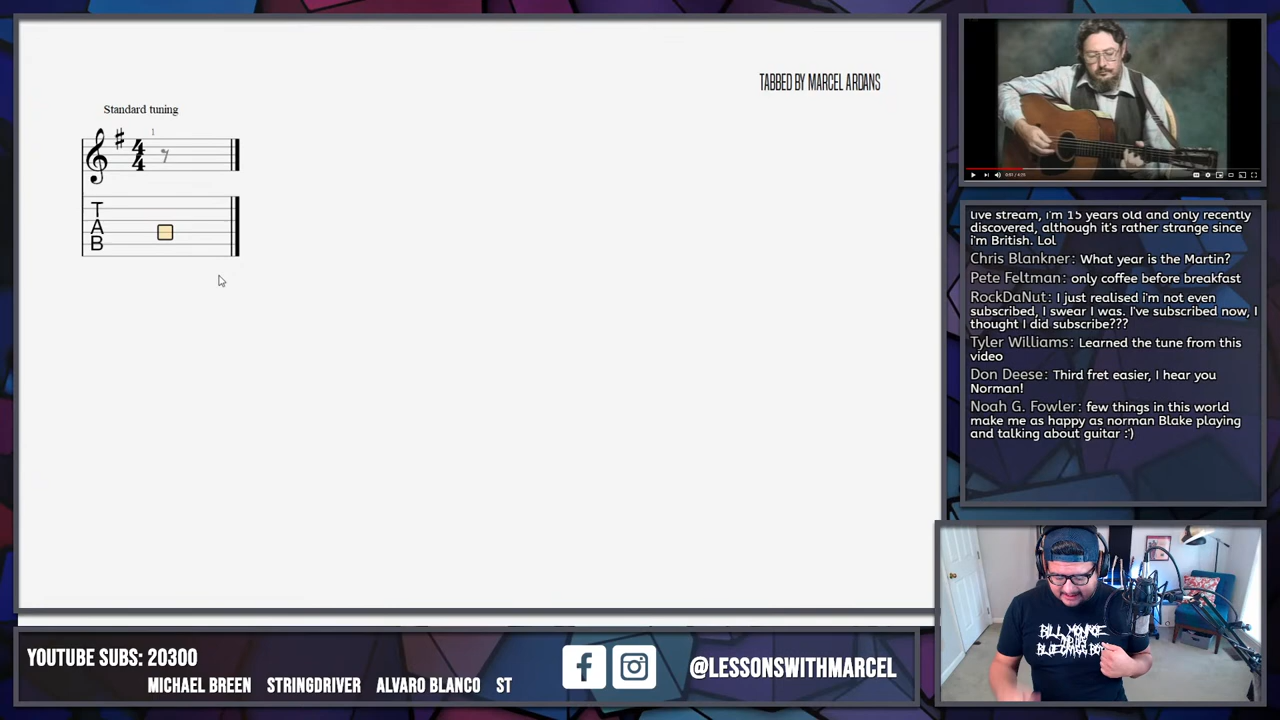 TABBED BY MARCEL ARDANS
Standard tuning
1
4
4
T
A
B
live stream, i'm 15 years old and only recently
discovered, although it's rather strange since
i'm British. Lol
Chris Blankner: What year is the Martin?
Pete Feltman: only coffee before breakfast
RockDaNut: I just realised i'm not even
subscribed, I swear I was. I've subscribed now, I
thought I did subscribe???
Tyler Williams: Learned the tune from this
video
Don Deese: Third fret easier, I hear you
Norman!
Noah G. Fowler: few things in this world
make me as happy as norman Blake playing
and talking about guitar :')
YOUTUBE SUBS: 20300
MICHAEL BREEN STRINGDRIVER ALVARO BLANCO ST
@LESSONSWITHMARCEL